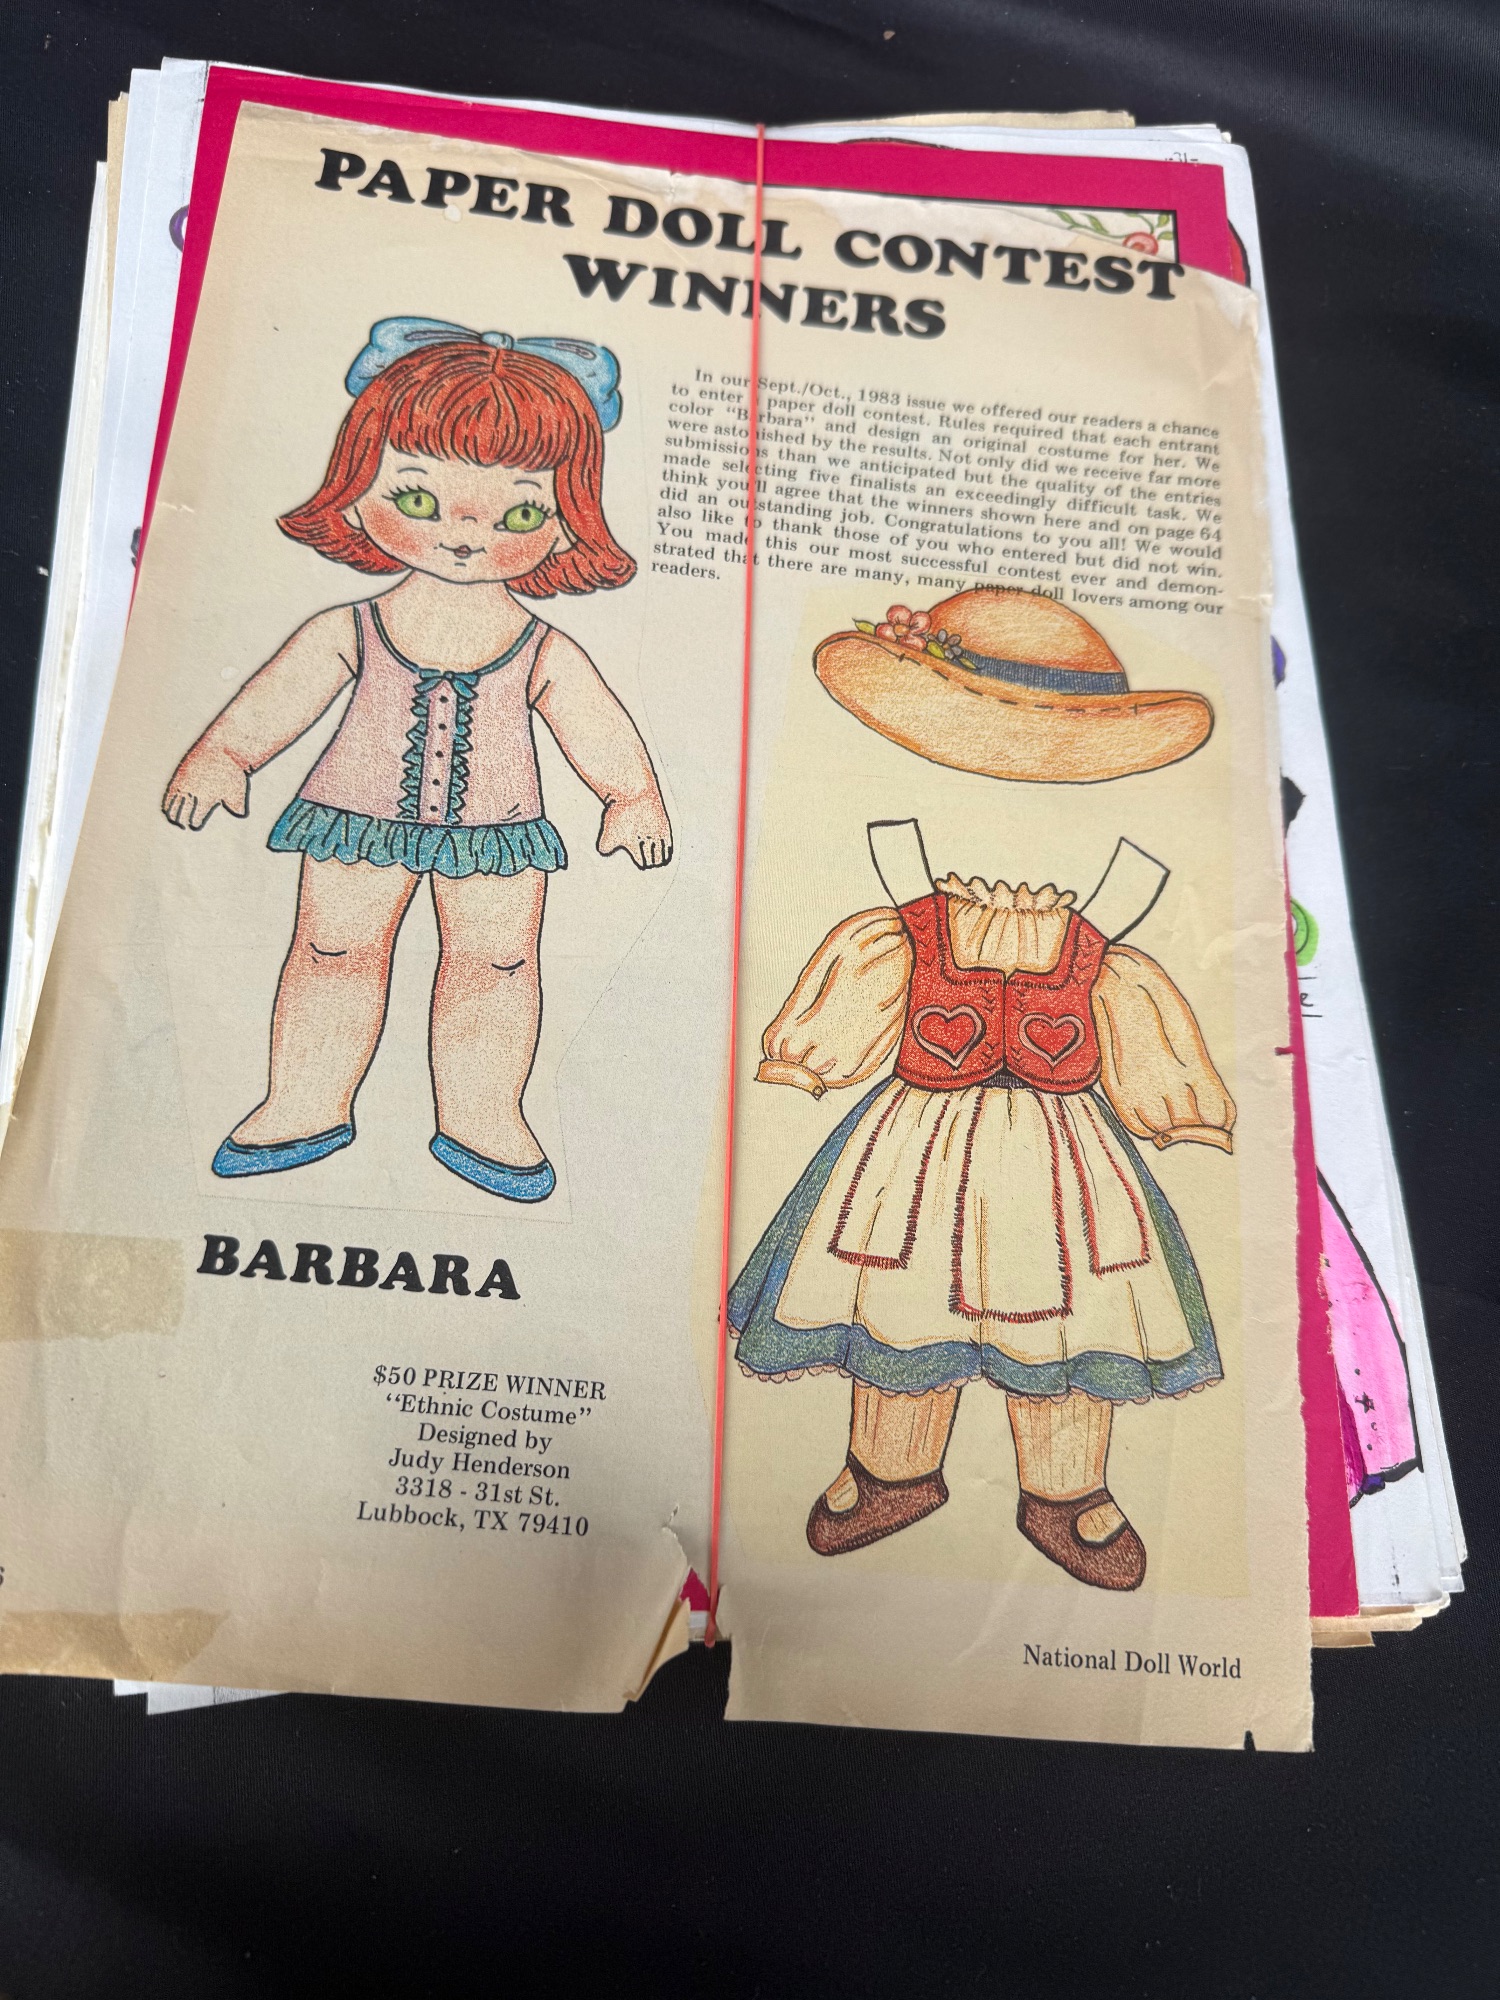 -31-
PAPER DOLL CONTEST
WINNERS
In our Sept./Oct., 1983 issue we offered our readers a chance
to enter paper doll contest. Rules required that each entrant
color "Barbara" and design an original costume for her. We
were astonished by the results. Not only did we receive far more
submissions than we anticipated but the quality of the entries
made selecting five finalists an exceedingly difficult task. We
think you'll agree that the winners shown here and on page 64
did an outstanding job. Congratulations to you all! We would
also like to thank those of you who entered but did not win.
You made this our most successful contest ever and demon-
strated that there are many, many paper doll lovers among our
readers.
BARBARA
$50 PRIZE WINNER
"Ethnic Costume"
Designed by
Judy Henderson
3318 - 31st St.
Lubbock, TX 79410
National Doll World